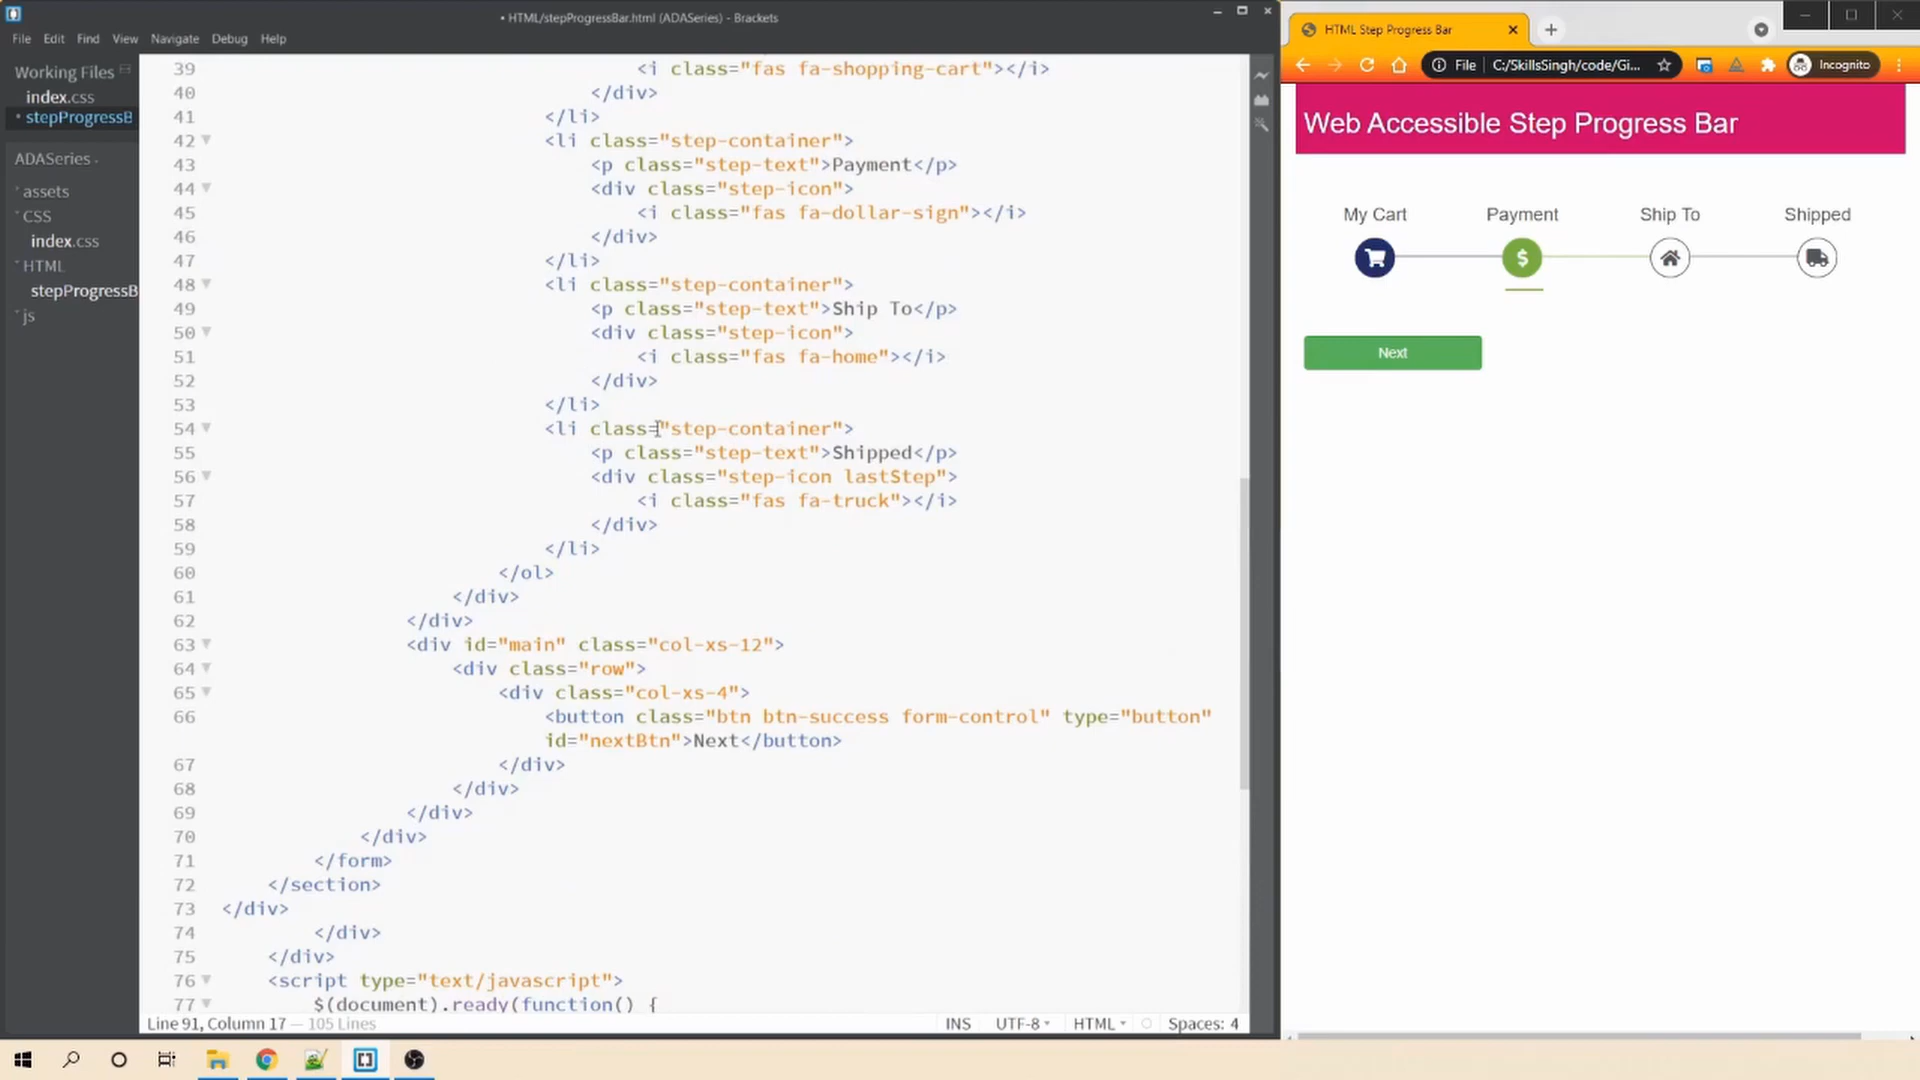 • HTML/stepProgressBar.html (ADASeries) - Brackets
File Edit Find View Navigate Debug Help
Working Files
index.css
• stepProgressB
ADASeries
assets
CSS
index.css
HTML
stepProgressB
js
39 <i class="fas fa-shopping-cart"></i>
40 </div>
41 </li>
42 <li class="step-container">
43 <p class="step-text">Payment</p>
44 <div class="step-icon">
45 <i class="fas fa-dollar-sign"></i>
46 </div>
47 </li>
48 <li class="step-container">
49 <p class="step-text">Ship To</p>
50 <div class="step-icon">
51 <i class="fas fa-home"></i>
52 </div>
53 </li>
54 <li class="step-container">
55 <p class="step-text">Shipped</p>
56 <div class="step-icon lastStep">
57 <i class="fas fa-truck"></i>
58 </div>
59 </li>
60 </ol>
61 </div>
62 </div>
63 <div id="main" class="col-xs-12">
64 <div class="row">
65 <div class="col-xs-4">
66 <button class="btn btn-success form-control" type="button"
id="nextBtn">Next</button>
67 </div>
68 </div>
69 </div>
70 </div>
71 </form>
72 </section>
73 </div>
74 </div>
75 </div>
76 <script type="text/javascript">
77 $(document).ready(function() {
Line 91, Column 17 — 105 Lines
INS UTF-8 HTML Spaces: 4
HTML Step Progress Bar
File C:/SkillsSingh/code/Gi... Incognito
Web Accessible Step Progress Bar
My Cart Payment Ship To Shipped
$
Next